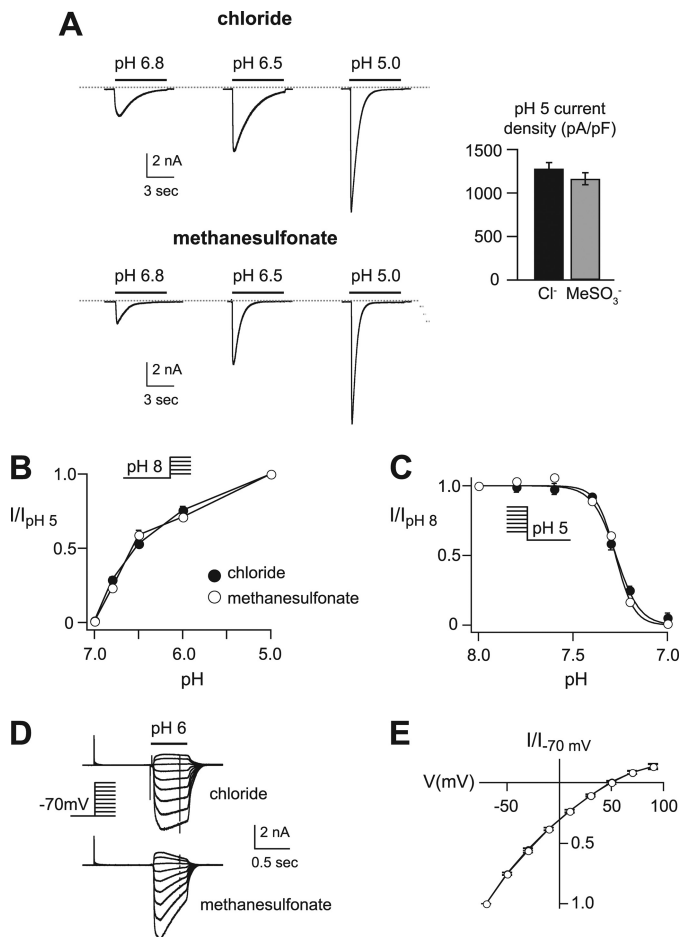 A
chloride
pH 6.8
pH 6.5
pH 5.0
2 nA
3 sec
methanesulfonate
pH 6.8
pH 6.5
pH 5.0
2 nA
3 sec
pH 5 current
density (pA/pF)
1500
1000
500
0
Cl⁻ MeSO₃⁻
B
pH 8
1.0
I/I pH 5
0.5
0
chloride
methanesulfonate
7.0 6.0 5.0
pH
C
1.0
I/I pH 8
0.5
0
pH 5
8.0 7.5 7.0
pH
D
pH 6
chloride
-70mV
2 nA
0.5 sec
methanesulfonate
E
I/I -70 mV
V(mV)
-50 50 100
0.5
1.0